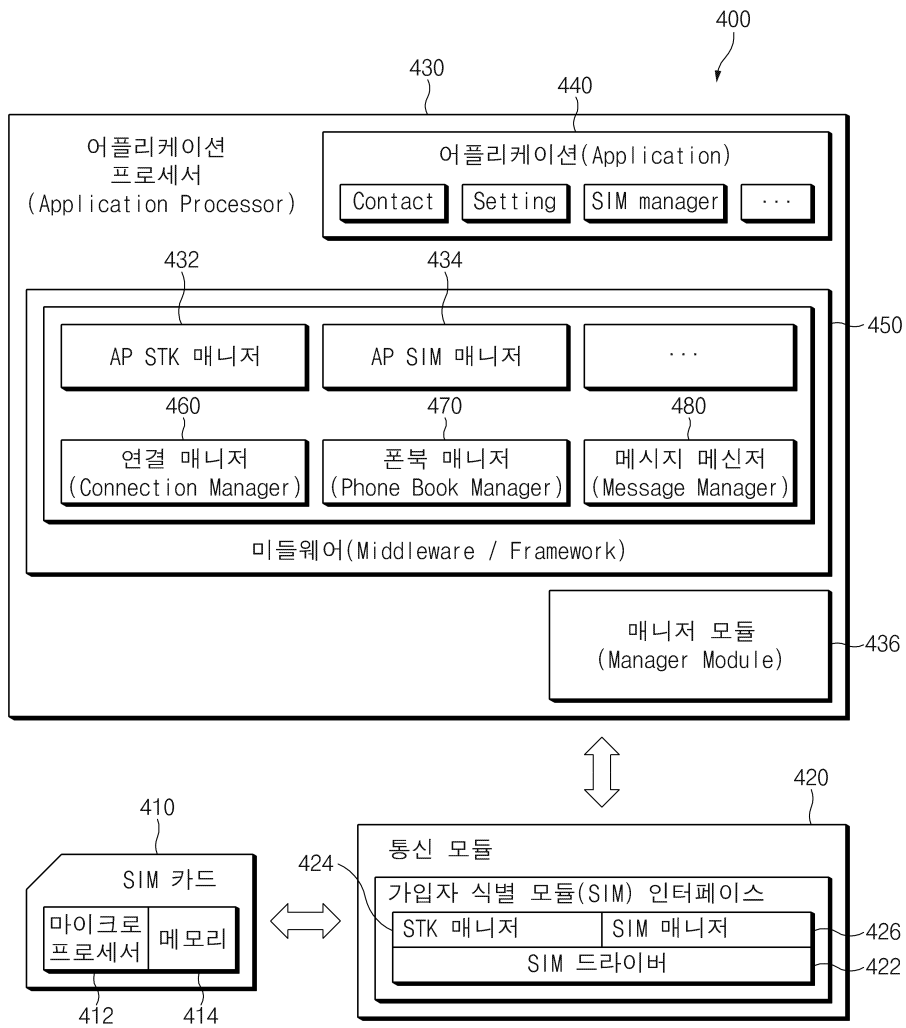 400
430
440
어플리케이션
프로세서
(Application Processor)
어플리케이션(Application)
Contact
Setting
SIM manager
···
432
434
450
AP STK 매니저
AP SIM 매니저
···
460
470
480
연결 매니저
(Connection Manager)
폰북 매니저
(Phone Book Manager)
메시지 메신저
(Message Manager)
미들웨어(Middleware / Framework)
매니저 모듈
(Manager Module)
436
410
420
SIM 카드
마이크로
프로세서
메모리
412
414
통신 모듈
424
가입자 식별 모듈(SIM) 인터페이스
STK 매니저
SIM 매니저
426
SIM 드라이버
422